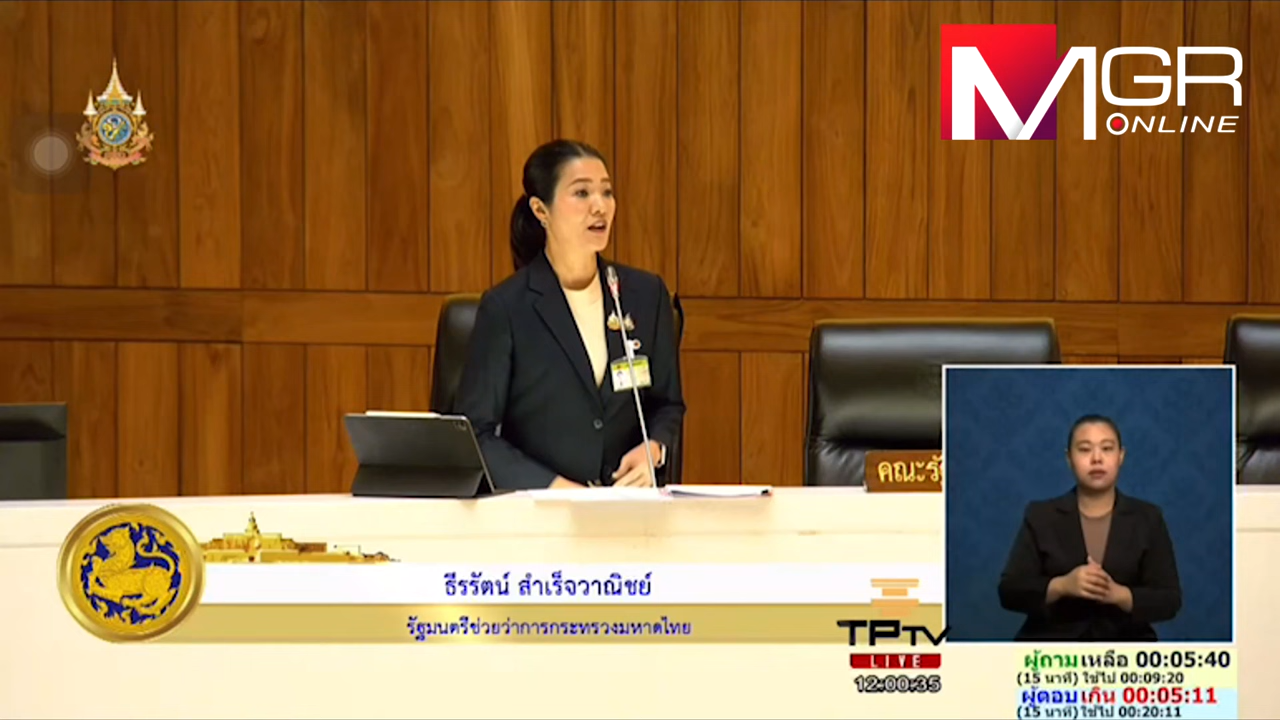 MGR
ONLINE
คณะรัฐ
ธีรรัตน์ สำเร็จวาณิชย์
รัฐมนตรีช่วยว่าการกระทรวงมหาดไทย
TPTV
LIVE
12:00:35
ผู้ถามเหลือ 00:05:40
(15 นาที) ใช้ไป 00:09:20
ผู้ตอบเกิน 00:05:11
(15 นาที) ใช้ไป 00:20:11